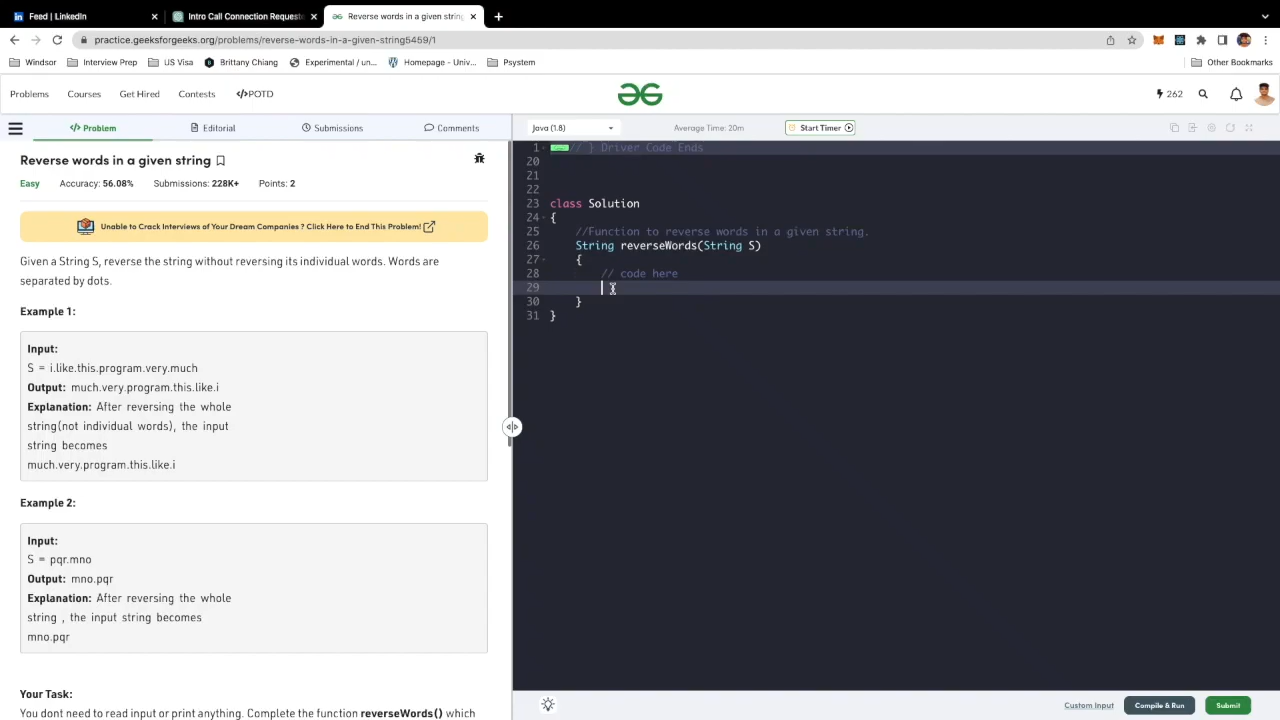 Feed | LinkedIn
Intro Call Connection Requeste
Reverse words in a given string
practice.geeksforgeeks.org/problems/reverse-words-in-a-given-string5459/1
Windsor Interview Prep US Visa Brittany Chiang Experimental / un... Homepage - Univ... Psystem Other Bookmarks
Problems Courses Get Hired Contests </>POTD 262
</> Problem Editorial Submissions Comments
Java (1.8) Average Time: 20m Start Timer
Reverse words in a given string
Easy Accuracy: 56.08% Submissions: 228K+ Points: 2
Unable to Crack Interviews of Your Dream Companies ? Click Here to End This Problem!
Given a String S, reverse the string without reversing its individual words. Words are
separated by dots.
Example 1:
Input:
S = i.like.this.program.very.much
Output: much.very.program.this.like.i
Explanation: After reversing the whole
string(not individual words), the input
string becomes
much.very.program.this.like.i
Example 2:
Input:
S = pqr.mno
Output: mno.pqr
Explanation: After reversing the whole
string , the input string becomes
mno.pqr
Your Task:
You dont need to read input or print anything. Complete the function reverseWords() which
1 // } Driver Code Ends
20
21
22
23 class Solution
24 {
25 //Function to reverse words in a given string.
26 String reverseWords(String S)
27 {
28 // code here
29
30 }
31 }
Custom Input Compile & Run Submit